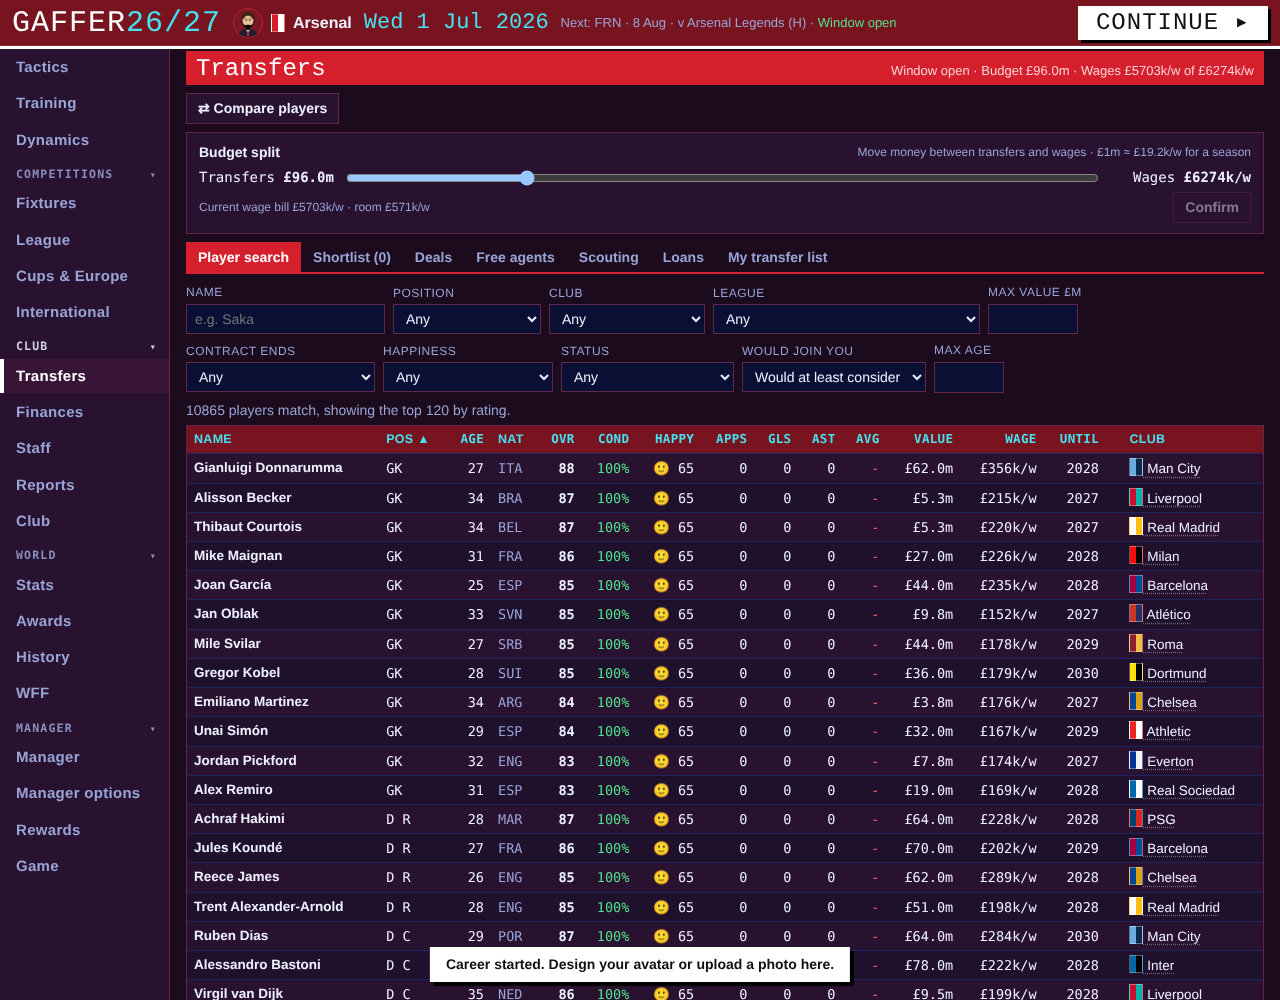 GAFFER26/27 Arsenal Wed 1 Jul 2026 Next: FRN · 8 Aug · v Arsenal Legends (H) · Window open CONTINUE ▶
Tactics
Training
Dynamics
COMPETITIONS ▾
Fixtures
League
Cups & Europe
International
CLUB ▾
Transfers
Finances
Staff
Reports
Club
WORLD ▾
Stats
Awards
History
WFF
MANAGER ▾
Manager
Manager options
Rewards
Game
Transfers Window open · Budget £96.0m · Wages £5703k/w of £6274k/w
⇄ Compare players
Budget split Move money between transfers and wages · £1m ≈ £19.2k/w for a season
Transfers £96.0m Wages £6274k/w
Current wage bill £5703k/w · room £571k/w Confirm
Player search Shortlist (0) Deals Free agents Scouting Loans My transfer list
NAME POSITION CLUB LEAGUE MAX VALUE £M
e.g. Saka Any Any Any
CONTRACT ENDS HAPPINESS STATUS WOULD JOIN YOU MAX AGE
Any Any Any Would at least consider
10865 players match, showing the top 120 by rating.
NAME POS ▲ AGE NAT OVR COND HAPPY APPS GLS AST AVG VALUE WAGE UNTIL CLUB
Gianluigi Donnarumma GK 27 ITA 88 100% 🙂 65 0 0 0 - £62.0m £356k/w 2028 Man City
Alisson Becker GK 34 BRA 87 100% 🙂 65 0 0 0 - £5.3m £215k/w 2027 Liverpool
Thibaut Courtois GK 34 BEL 87 100% 🙂 65 0 0 0 - £5.3m £220k/w 2027 Real Madrid
Mike Maignan GK 31 FRA 86 100% 🙂 65 0 0 0 - £27.0m £226k/w 2028 Milan
Joan García GK 25 ESP 85 100% 🙂 65 0 0 0 - £44.0m £235k/w 2028 Barcelona
Jan Oblak GK 33 SVN 85 100% 🙂 65 0 0 0 - £9.8m £152k/w 2027 Atlético
Mile Svilar GK 27 SRB 85 100% 🙂 65 0 0 0 - £44.0m £178k/w 2029 Roma
Gregor Kobel GK 28 SUI 85 100% 🙂 65 0 0 0 - £36.0m £179k/w 2030 Dortmund
Emiliano Martinez GK 34 ARG 84 100% 🙂 65 0 0 0 - £3.8m £176k/w 2027 Chelsea
Unai Simón GK 29 ESP 84 100% 🙂 65 0 0 0 - £32.0m £167k/w 2029 Athletic
Jordan Pickford GK 32 ENG 83 100% 🙂 65 0 0 0 - £7.8m £174k/w 2027 Everton
Alex Remiro GK 31 ESP 83 100% 🙂 65 0 0 0 - £19.0m £169k/w 2028 Real Sociedad
Achraf Hakimi D R 28 MAR 87 100% 🙂 65 0 0 0 - £64.0m £228k/w 2028 PSG
Jules Koundé D R 27 FRA 86 100% 🙂 65 0 0 0 - £70.0m £202k/w 2029 Barcelona
Reece James D R 26 ENG 85 100% 🙂 65 0 0 0 - £62.0m £289k/w 2028 Chelsea
Trent Alexander-Arnold D R 28 ENG 85 100% 🙂 65 0 0 0 - £51.0m £198k/w 2028 Real Madrid
Ruben Dias D C 29 POR 87 100% 🙂 65 0 0 0 - £64.0m £284k/w 2030 Man City
Alessandro Bastoni D C - £78.0m £222k/w 2028 Inter
Career started. Design your avatar or upload a photo here.
Virgil van Dijk D C 35 NED 86 100% 🙂 65 0 0 0 - £9.5m £199k/w 2028 Liverpool